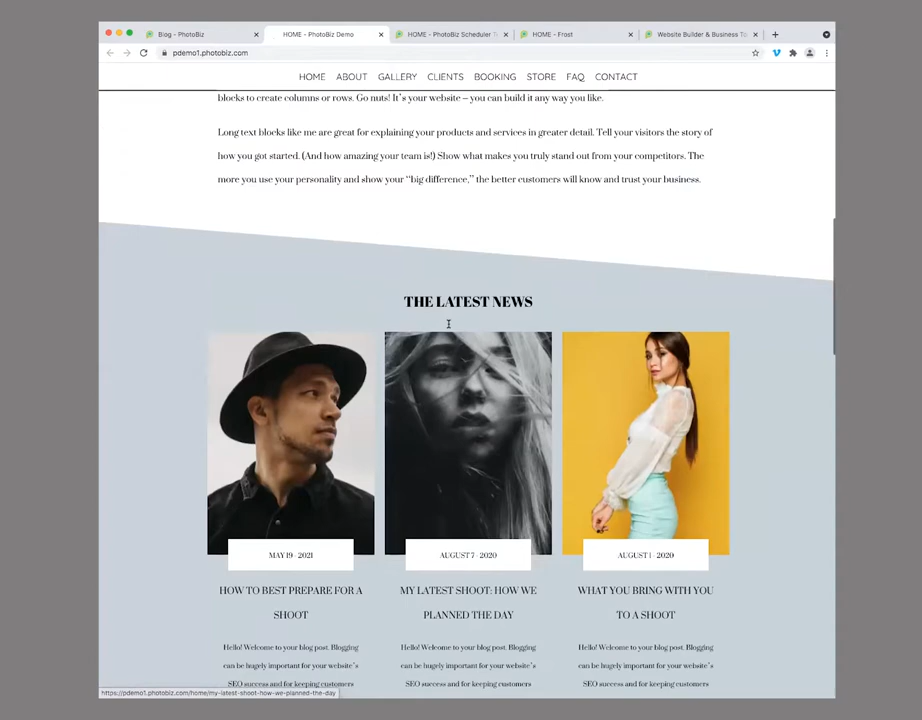 Blog - PhotoBiz
HOME - PhotoBiz Demo
HOME - PhotoBiz Scheduler T
HOME - Frost
Website Builder & Business To
pdemo1.photobiz.com
HOME ABOUT GALLERY CLIENTS BOOKING STORE FAQ CONTACT
blocks to create columns or rows. Go nuts! It's your website – you can build it any way you like.
Long text blocks like me are great for explaining your products and services in greater detail. Tell your visitors the story of
how you got started. (And how amazing your team is!) Show what makes you truly stand out from your competitors. The
more you use your personality and show your "big difference," the better customers will know and trust your business.
THE LATEST NEWS
MAY 19 · 2021
HOW TO BEST PREPARE FOR A
SHOOT
Hello! Welcome to your blog post. Blogging
can be hugely important for your website's
SEO success and for keeping customers
AUGUST 7 · 2020
MY LATEST SHOOT: HOW WE
PLANNED THE DAY
Hello! Welcome to your blog post. Blogging
can be hugely important for your website's
SEO success and for keeping customers
AUGUST 1 · 2020
WHAT YOU BRING WITH YOU
TO A SHOOT
Hello! Welcome to your blog post. Blogging
can be hugely important for your website's
SEO success and for keeping customers
https://pdemo1.photobiz.com/home/my-latest-shoot-how-we-planned-the-day